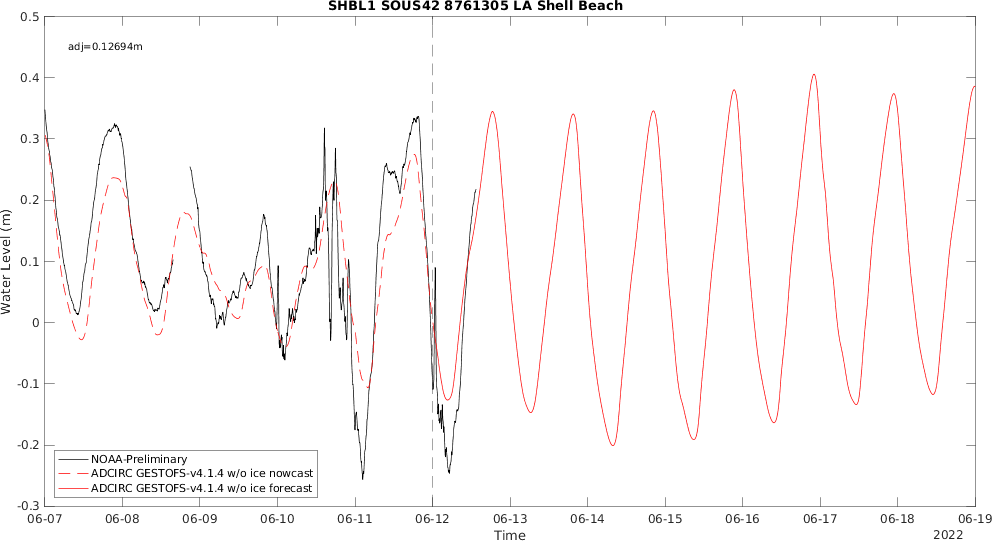 SHBL1 SOUS42 8761305 LA Shell Beach
adj=0.12694m
0.5
0.4
0.3
0.2
0.1
0
-0.1
-0.2
-0.3
Water Level (m)
NOAA-Preliminary
ADCIRC GESTOFS-v4.1.4 w/o ice nowcast
ADCIRC GESTOFS-v4.1.4 w/o ice forecast
06-07 06-08 06-09 06-10 06-11 06-12 06-13 06-14 06-15 06-16 06-17 06-18 06-19
Time
2022